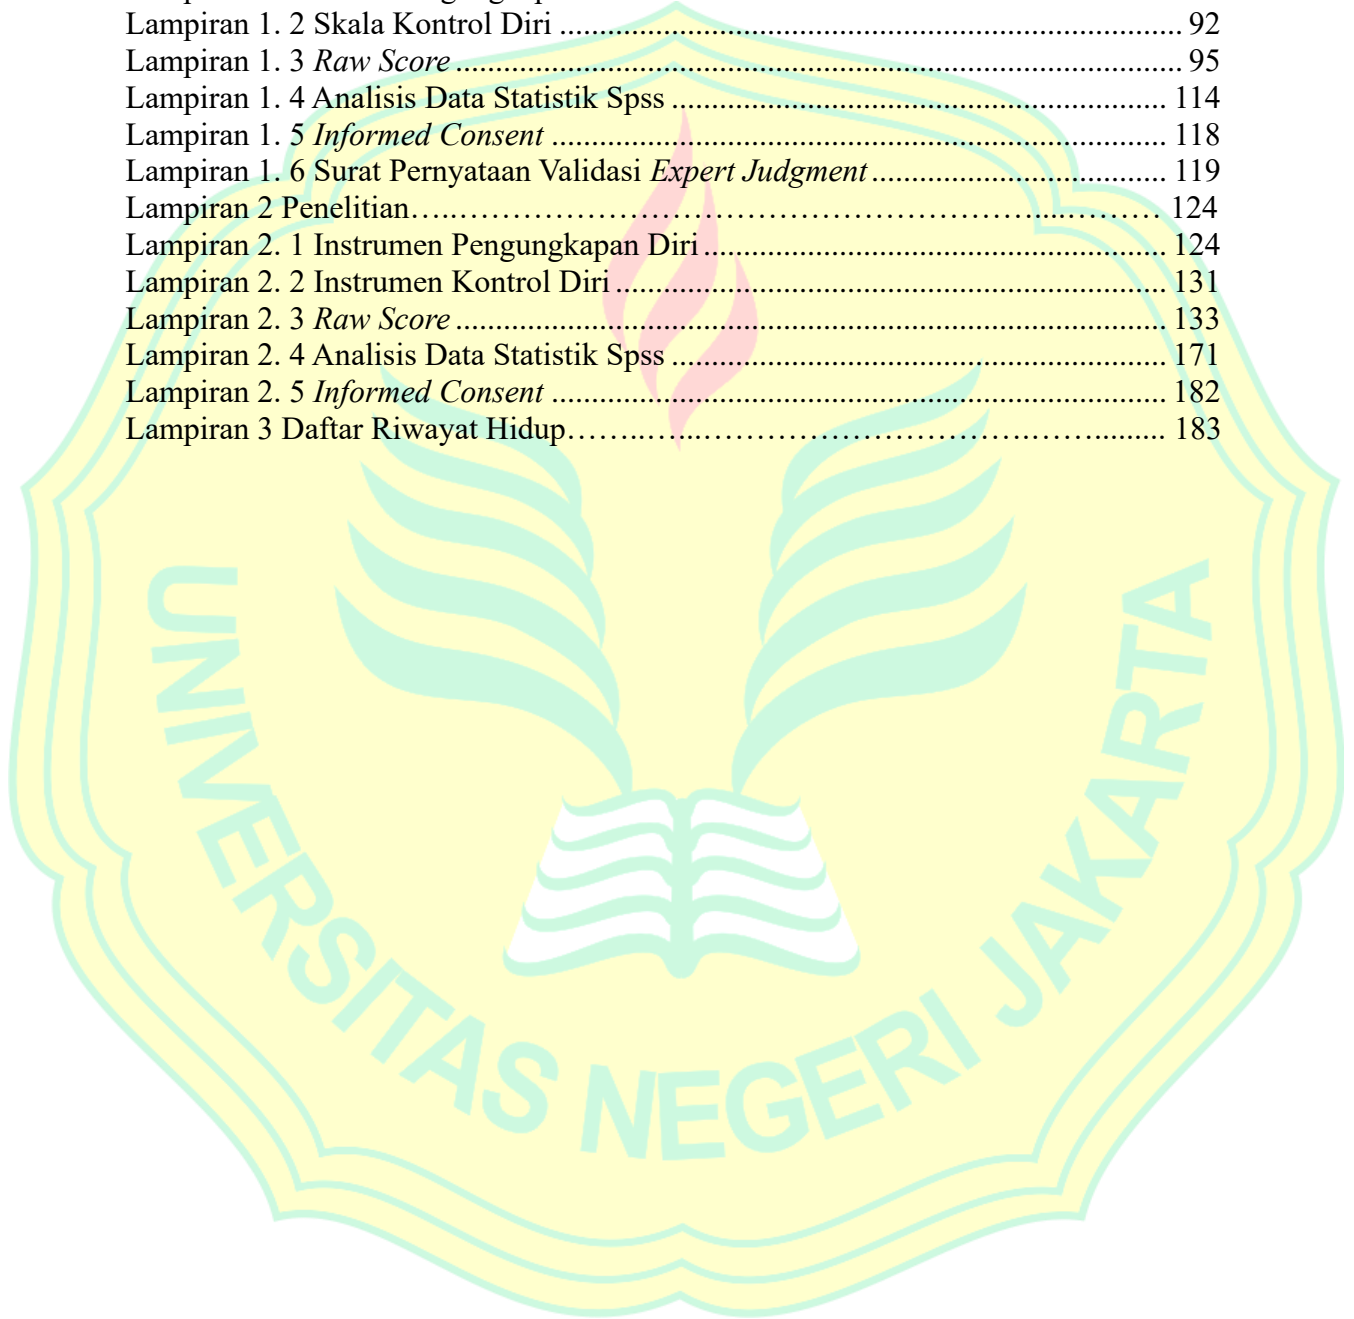 Lampiran 1. 2 Skala Kontrol Diri ........................................................................... 92
Lampiran 1. 3 Raw Score ........................................................................... 95
Lampiran 1. 4 Analisis Data Statistik Spss ........................................................................... 114
Lampiran 1. 5 Informed Consent ........................................................................... 118
Lampiran 1. 6 Surat Pernyataan Validasi Expert Judgment ..................................... 119
Lampiran 2 Penelitian…..………………………………………………………..………… 124
Lampiran 2. 1 Instrumen Pengungkapan Diri ......................................................... 124
Lampiran 2. 2 Instrumen Kontrol Diri ..................................................................... 131
Lampiran 2. 3 Raw Score ........................................................................... 133
Lampiran 2. 4 Analisis Data Statistik Spss .............................................................. 171
Lampiran 2. 5 Informed Consent ........................................................................... 182
Lampiran 3 Daftar Riwayat Hidup……..…...………………………………….……......... 183
UNIVERSITAS NEGERI JAKARTA